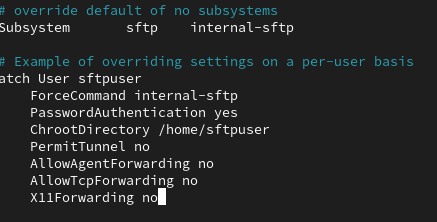 # override default of no subsystems
Subsystem sftp internal-sftp
# Example of overriding settings on a per-user basis
atch User sftpuser
ForceCommand internal-sftp
PasswordAuthentication yes
ChrootDirectory /home/sftpuser
PermitTunnel no
AllowAgentForwarding no
AllowTcpForwarding no
X11Forwarding no